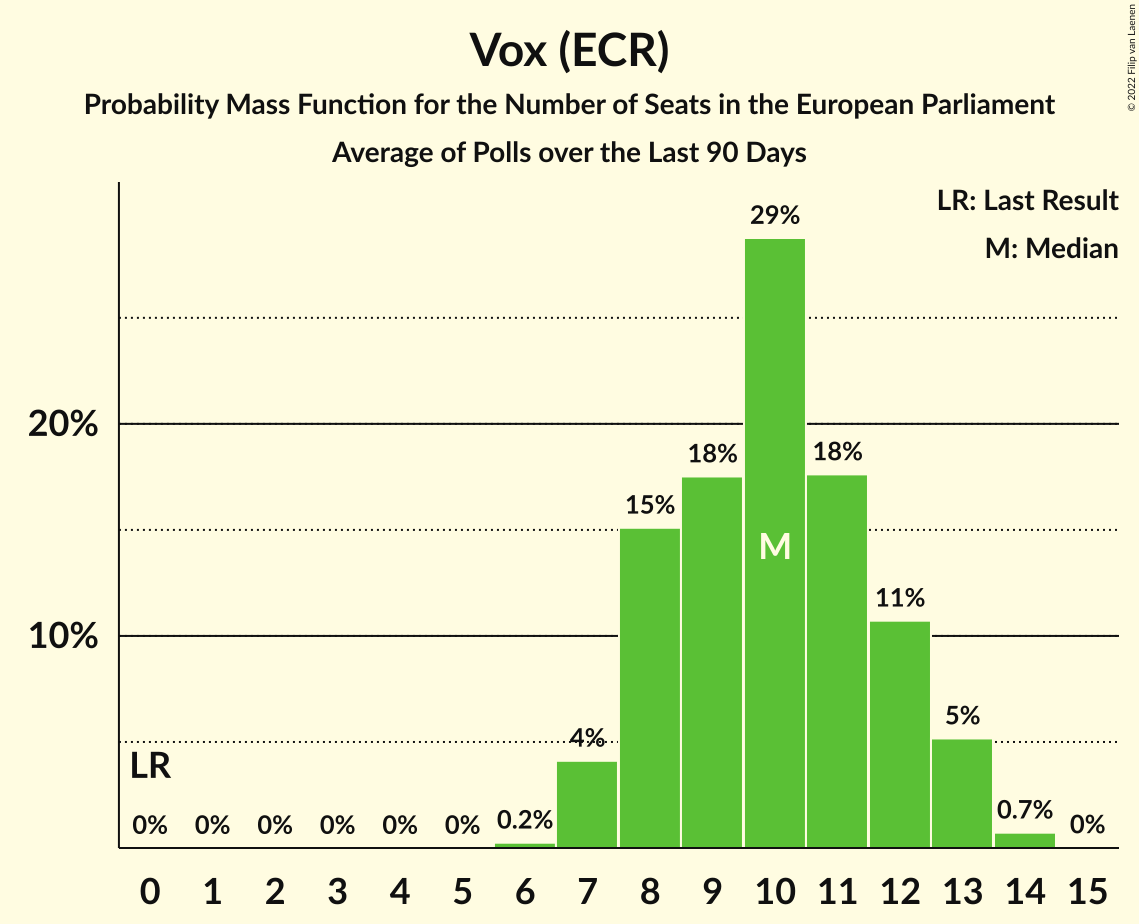 Vox (ECR)
Probability Mass Function for the Number of Seats in the European Parliament
Average of Polls over the Last 90 Days
© 2022 Filip van Laenen
LR: Last Result
M: Median
29%
20%
18%
18%
15%
M
11%
10%
5%
4%
LR
0%
0%
0%
0%
0%
0%
0.2%
0.7%
0%
0 1 2 3 4 5 6 7 8 9 10 11 12 13 14 15